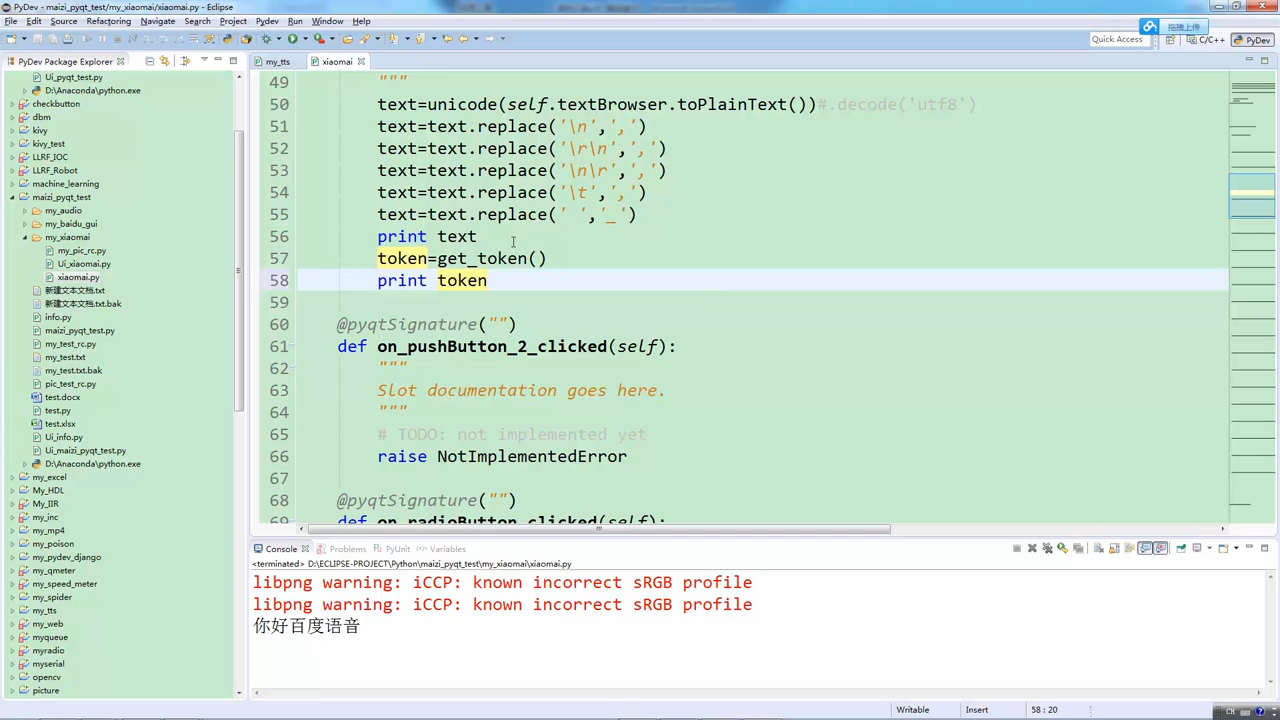 PyDev - maizi_pyqt_test/my_xiaomai/xiaomai.py - Eclipse
File Edit Source Refactoring Navigate Search Project Pydev Run Window Help
拖拽上传
Quick Access
C/C++
PyDev
PyDev Package Explorer
my_tts
xiaomai
Ui_pyqt_test.py
D:\Anaconda\python.exe
checkbutton
dbm
kivy
kivy_test
LLRF_IOC
LLRF_Robot
machine_learning
maizi_pyqt_test
my_audio
my_baidu_gui
my_xiaomai
my_pic_rc.py
Ui_xiaomai.py
xiaomai.py
新建文本文档.txt
新建文本文档.txt.bak
info.py
maizi_pyqt_test.py
my_test_rc.py
my_test.txt
my_test.txt.bak
pic_test_rc.py
test.docx
test.py
test.xlsx
Ui_info.py
Ui_maizi_pyqt_test.py
D:\Anaconda\python.exe
my_excel
My_HDL
My_IIR
my_inc
my_mp4
my_poison
my_pydev_django
my_qmeter
my_speed_meter
my_spider
my_tts
my_web
myqueue
myradio
myserial
opencv
picture
49 """
50 text=unicode(self.textBrowser.toPlainText())#.decode('utf8')
51 text=text.replace('\n',',')
52 text=text.replace('\r\n',',')
53 text=text.replace('\n\r',',')
54 text=text.replace('\t',',')
55 text=text.replace(' ','_')
56 print text
57 token=get_token()
58 print token
59
60 @pyqtSignature("")
61 def on_pushButton_2_clicked(self):
62 """
63 Slot documentation goes here.
64 """
65 # TODO: not implemented yet
66 raise NotImplementedError
67
68 @pyqtSignature("")
69 def on_radioButton_clicked(self):
Console Problems PyUnit Variables
<terminated> D:\ECLIPSE-PROJECT\Python\maizi_pyqt_test\my_xiaomai\xiaomai.py
libpng warning: iCCP: known incorrect sRGB profile
libpng warning: iCCP: known incorrect sRGB profile
你好百度语音
Writable Insert 58 : 20
CH